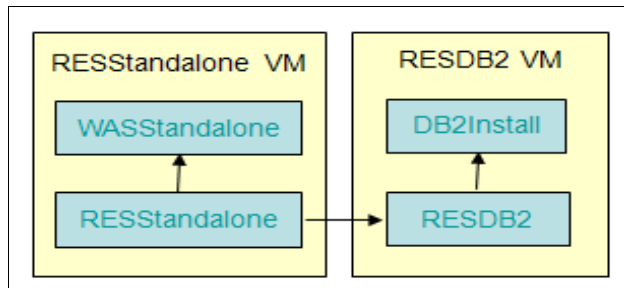 RESStandalone VM
WASStandalone
RESStandalone
RESDB2 VM
DB2Install
RESDB2